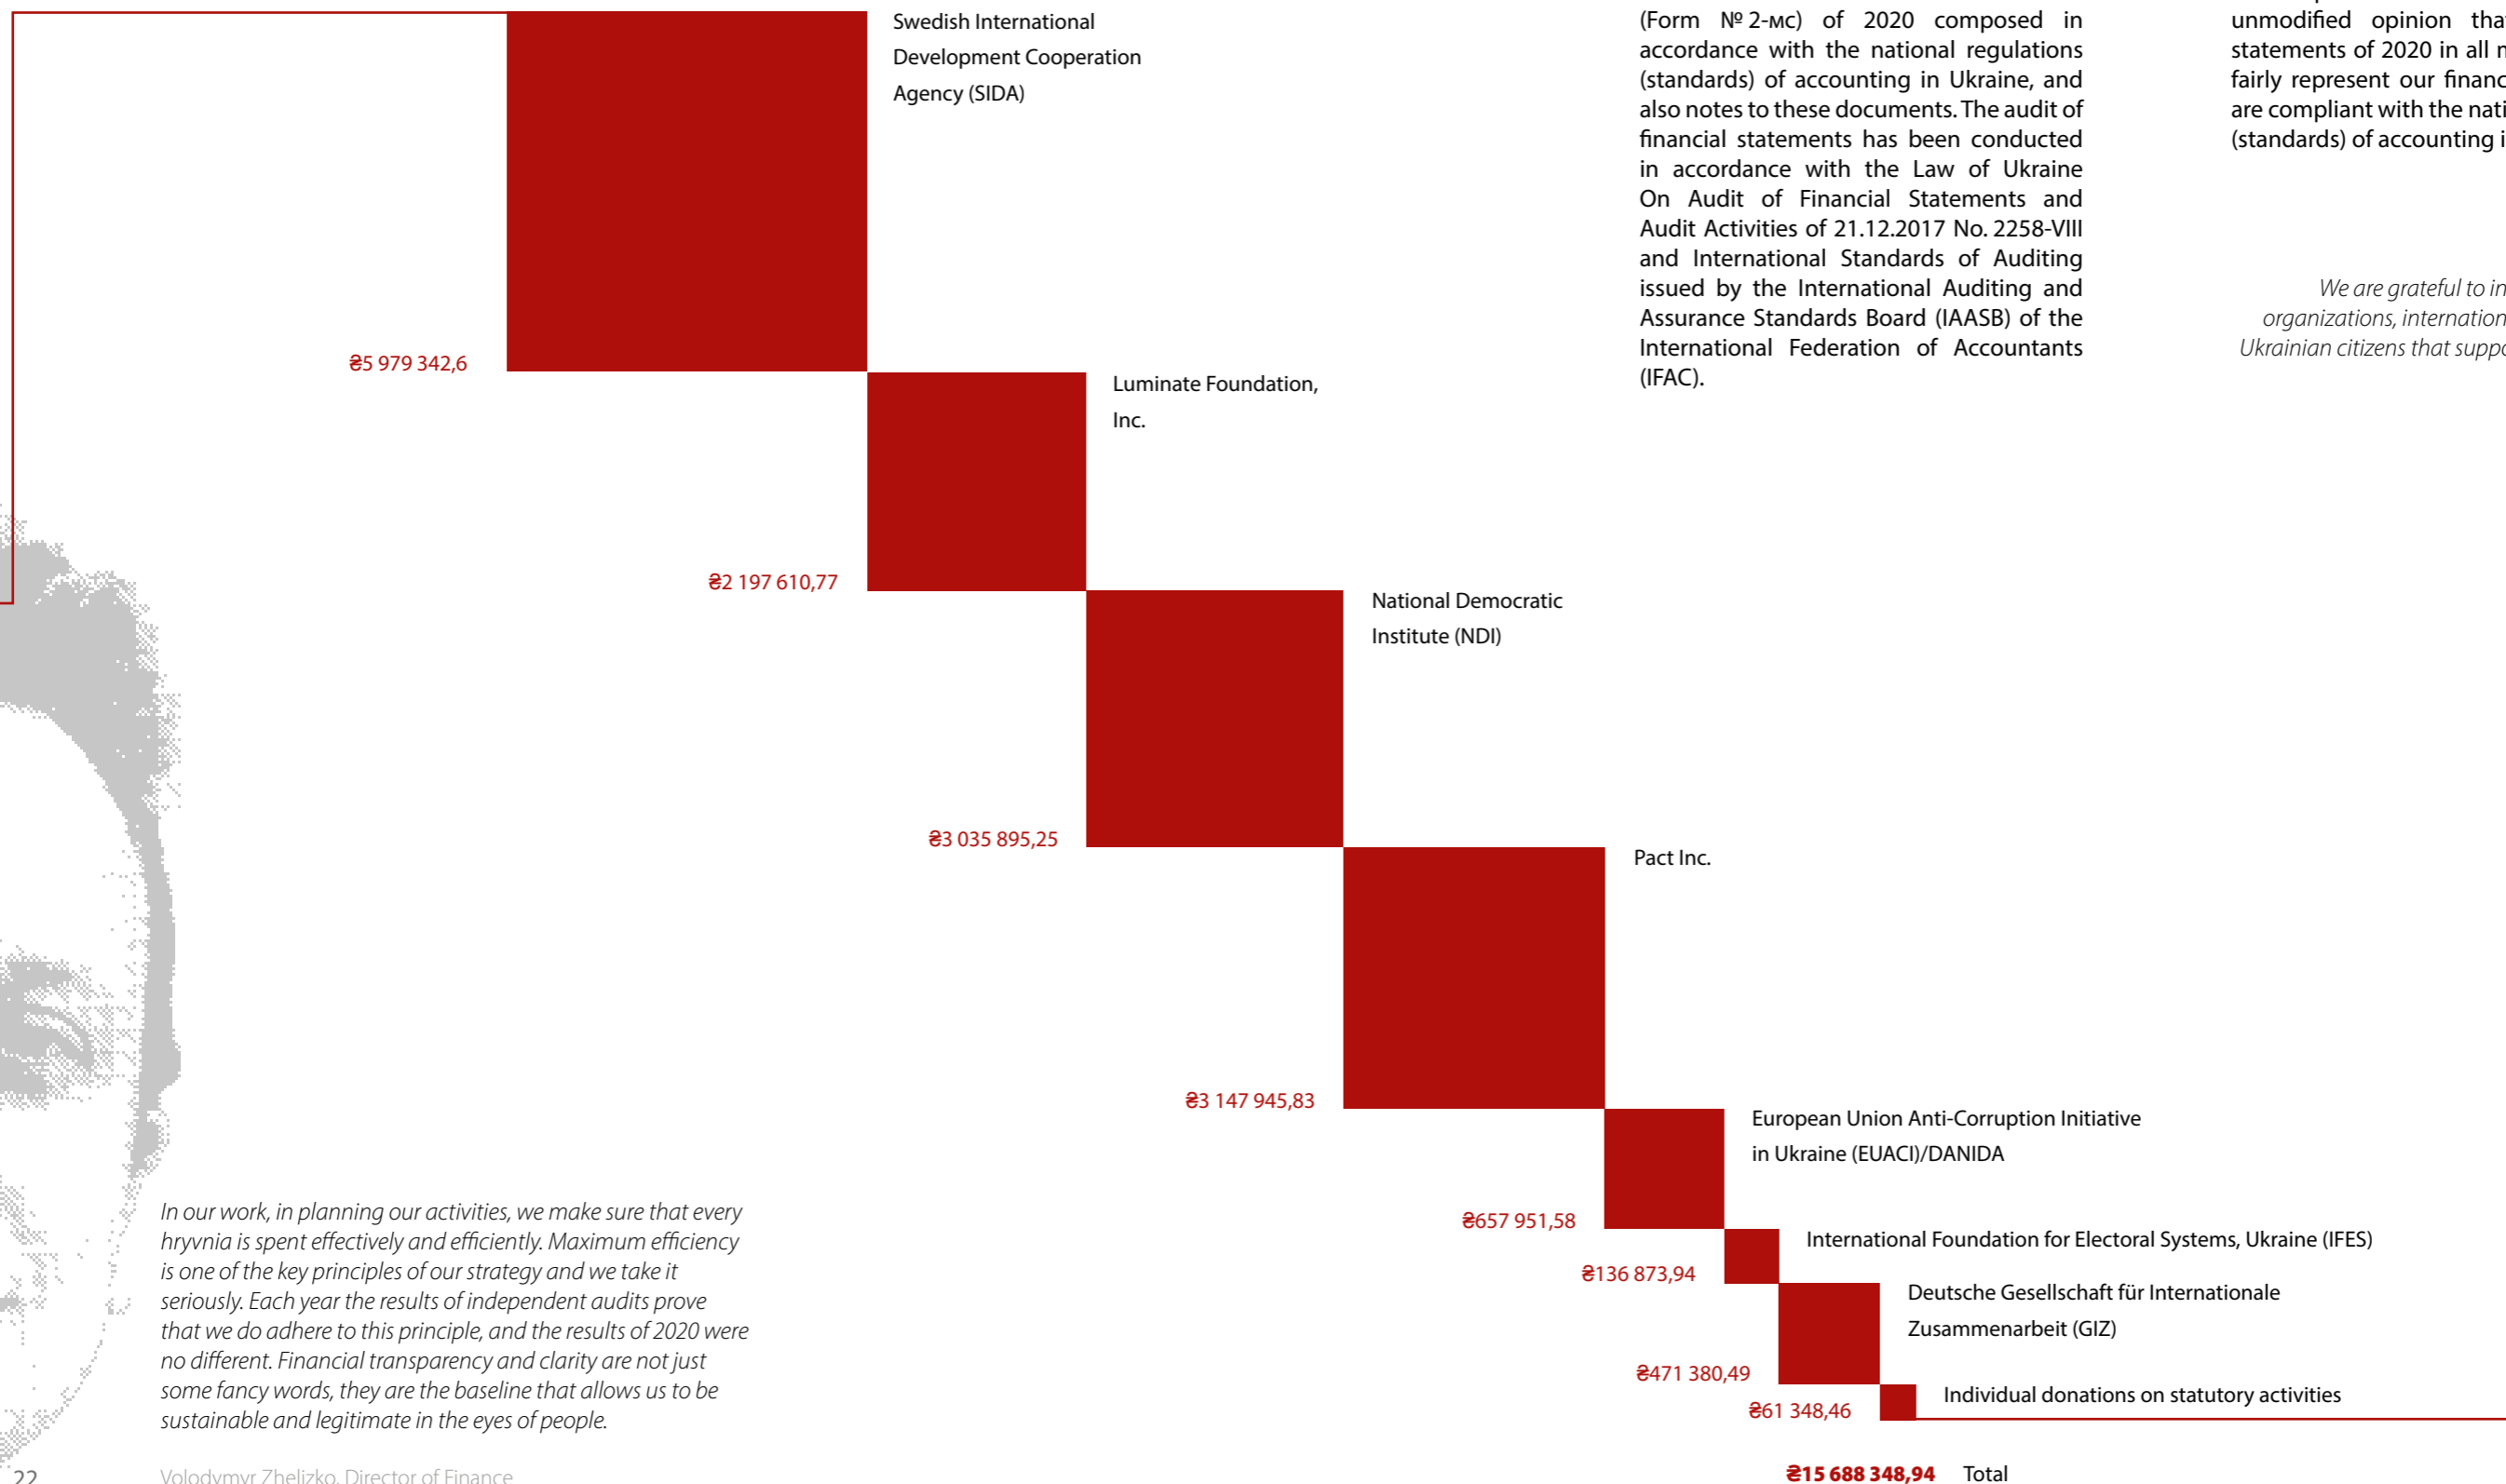 Swedish International
Development Cooperation
Agency (SIDA)
₴5 979 342,6
Luminate Foundation,
Inc.
₴2 197 610,77
National Democratic
Institute (NDI)
₴3 035 895,25
Pact Inc.
₴3 147 945,83
European Union Anti-Corruption Initiative
in Ukraine (EUACI)/DANIDA
₴657 951,58
International Foundation for Electoral Systems, Ukraine (IFES)
₴136 873,94
Deutsche Gesellschaft für Internationale
Zusammenarbeit (GIZ)
₴471 380,49
Individual donations on statutory activities
₴61 348,46
₴15 688 348,94 Total
(Form № 2-мс) of 2020 composed in
accordance with the national regulations
(standards) of accounting in Ukraine, and
also notes to these documents. The audit of
financial statements has been conducted
in accordance with the Law of Ukraine
On Audit of Financial Statements and
Audit Activities of 21.12.2017 No. 2258-VIII
and International Standards of Auditing
issued by the International Auditing and
Assurance Standards Board (IAASB) of the
International Federation of Accountants
(IFAC).
unmodified opinion
statements of 2020 in all
fairly represent our
are compliant with the
(standards) of accounting
We are grateful to
organizations,
Ukrainian citizens that
In our work, in planning our activities, we make sure that every
hryvnia is spent effectively and efficiently. Maximum efficiency
is one of the key principles of our strategy and we take it
seriously. Each year the results of independent audits prove
that we do adhere to this principle, and the results of 2020 were
no different. Financial transparency and clarity are not just
some fancy words, they are the baseline that allows us to be
sustainable and legitimate in the eyes of people.
22
Volodymyr Zhelizko, Director of Finance